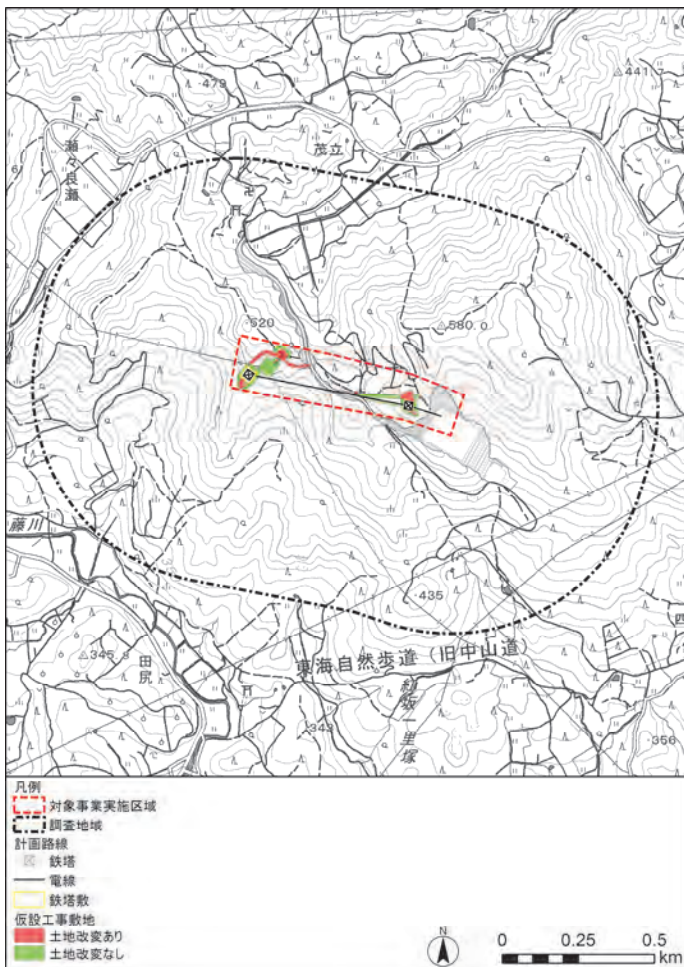 ・479
△441.7
茂立
瀬々良瀬
・520
△580.0
藤川
・435
△345.8
田尻
東海自然歩道（旧中山道）
・343
一里塚
・356
凡例
対象事業実施区域
調査地域
計画路線
鉄塔
電線
鉄塔敷
仮設工事敷地
土地改変あり
土地改変なし
N
0 0.25 0.5
km